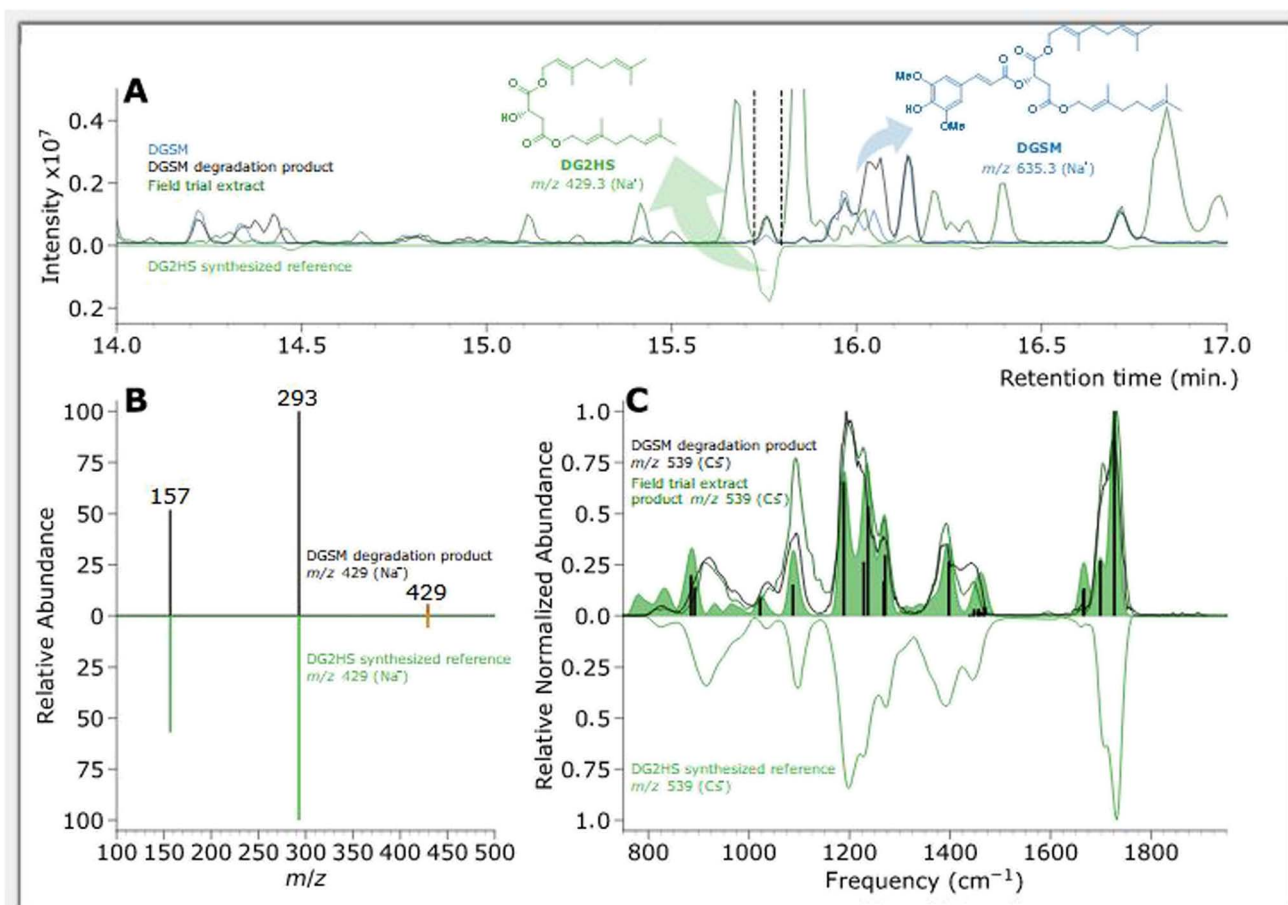 A
Intensity x10⁷
0.4
0.2
0.0
0.2
DGSM
DGSM degradation product
Field trial extract
DG2HS synthesized reference
O
O
HO
O
O
DG2HS
m/z 429.3 (Na⁺)
MeO
HO
OMe
O
O
O
O
O
O
DGSM
m/z 635.3 (Na⁺)
14.0 14.5 15.0 15.5 16.0 16.5 17.0
Retention time (min.)
B
Relative Abundance
100
75
50
25
0
25
50
75
100
293
157
429
DGSM degradation product
m/z 429 (Na⁺)
DG2HS synthesized reference
m/z 429 (Na⁺)
100 150 200 250 300 350 400 450 500
m/z
C
Relative Normalized Abundance
1.0
0.75
0.5
0.25
0.0
0.25
0.5
0.75
1.0
DGSM degradation product
m/z 539 (Cs⁺)
Field trial extract
product m/z 539 (Cs⁺)
DG2HS synthesized reference
m/z 539 (Cs⁺)
800 1000 1200 1400 1600 1800
Frequency (cm⁻¹)